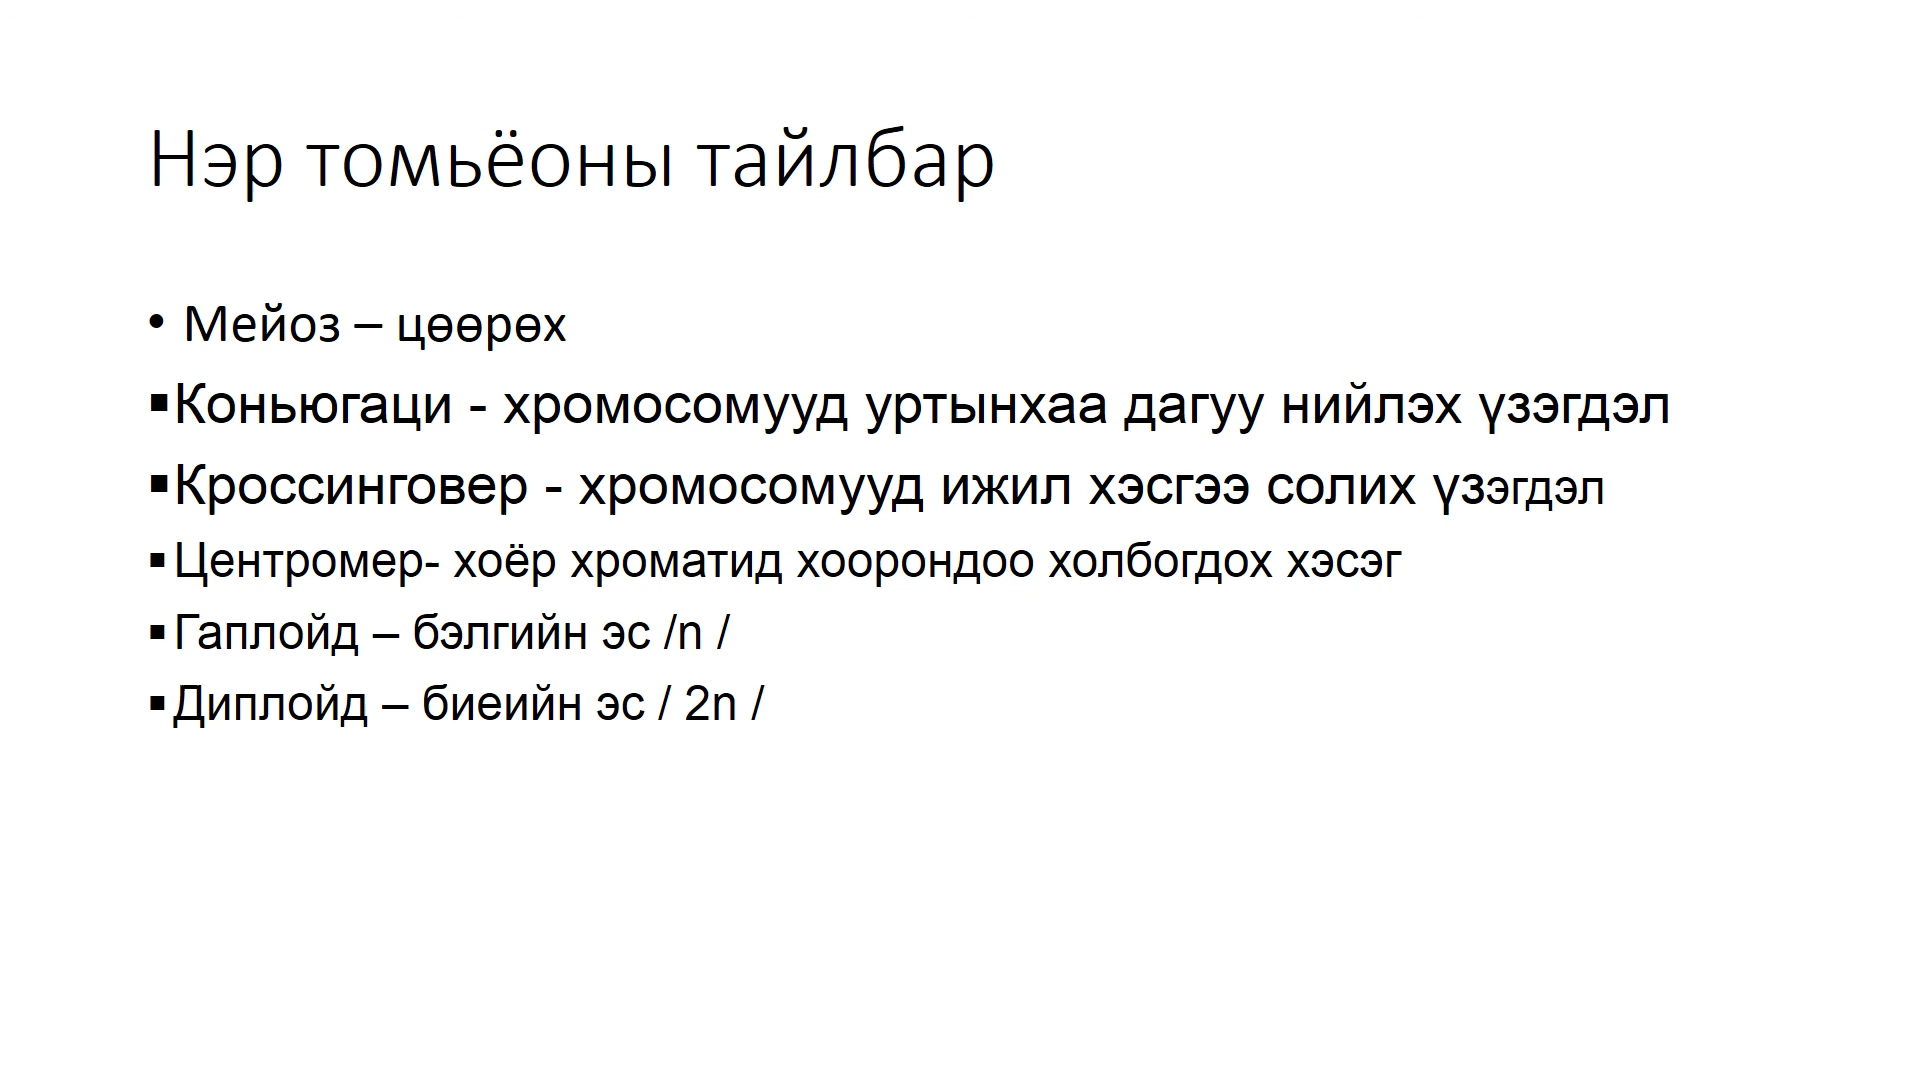 Нэр томьёоны тайлбар
• Мейоз – цөөрөх
▪Коньюгаци - хромосомууд уртынхаа дагуу нийлэх үзэгдэл
▪Кроссинговер - хромосомууд ижил хэсгээ солих үзэгдэл
▪Центромер- хоёр хроматид хоорондоо холбогдох хэсэг
▪Гаплойд – бэлгийн эс /n /
▪Диплойд – биеийн эс / 2n /